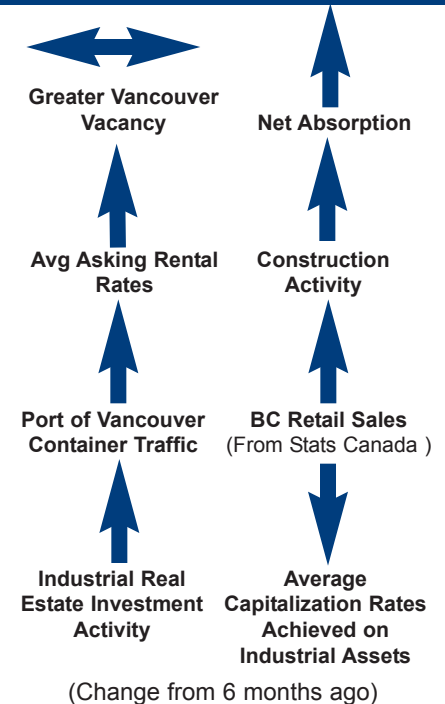 Greater Vancouver
Vacancy
Net Absorption
Avg Asking Rental
Rates
Construction
Activity
Port of Vancouver
Container Traffic
BC Retail Sales
(From Stats Canada )
Industrial Real
Estate Investment
Activity
Average
Capitalization Rates
Achieved on
Industrial Assets
(Change from 6 months ago)